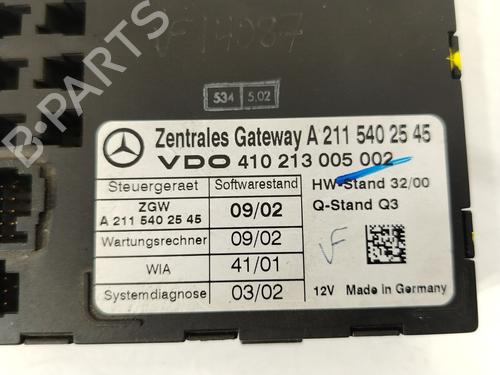 VF14087
534 5.02
Zentrales Gateway A 211 540 25 45
VDO 410 213 005 002
Steuergeraet Softwarestand HW-Stand 32/00
ZGW
A 211 540 25 45 09/02 Q-Stand Q3
Wartungsrechner 09/02
VF
WIA 41/01
Systemdiagnose 03/02 12V Made in Germany
B-PARTS